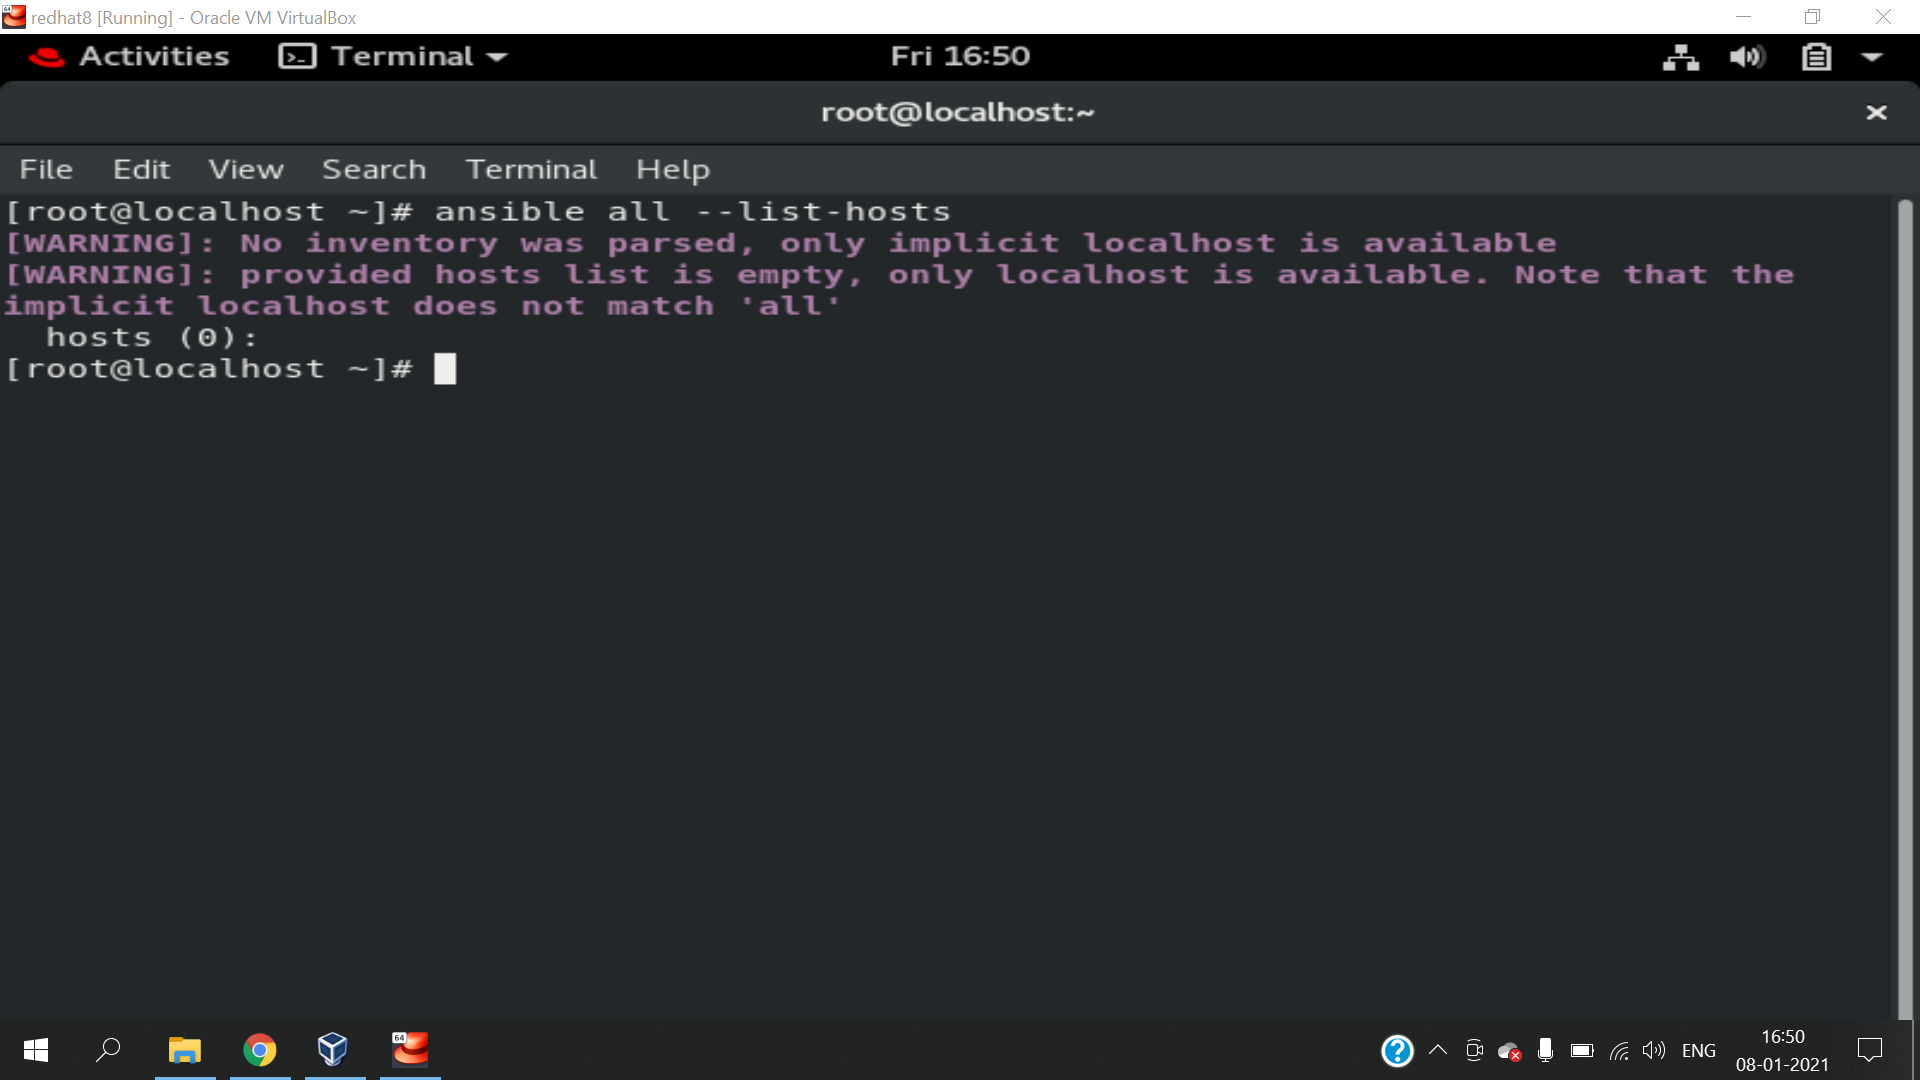 redhat8 [Running] - Oracle VM VirtualBox
Activities Terminal Fri 16:50
root@localhost:~
File Edit View Search Terminal Help
[root@localhost ~]# ansible all --list-hosts
[WARNING]: No inventory was parsed, only implicit localhost is available
[WARNING]: provided hosts list is empty, only localhost is available. Note that the
implicit localhost does not match 'all'
  hosts (0):
[root@localhost ~]#
64
ENG
16:50
08-01-2021